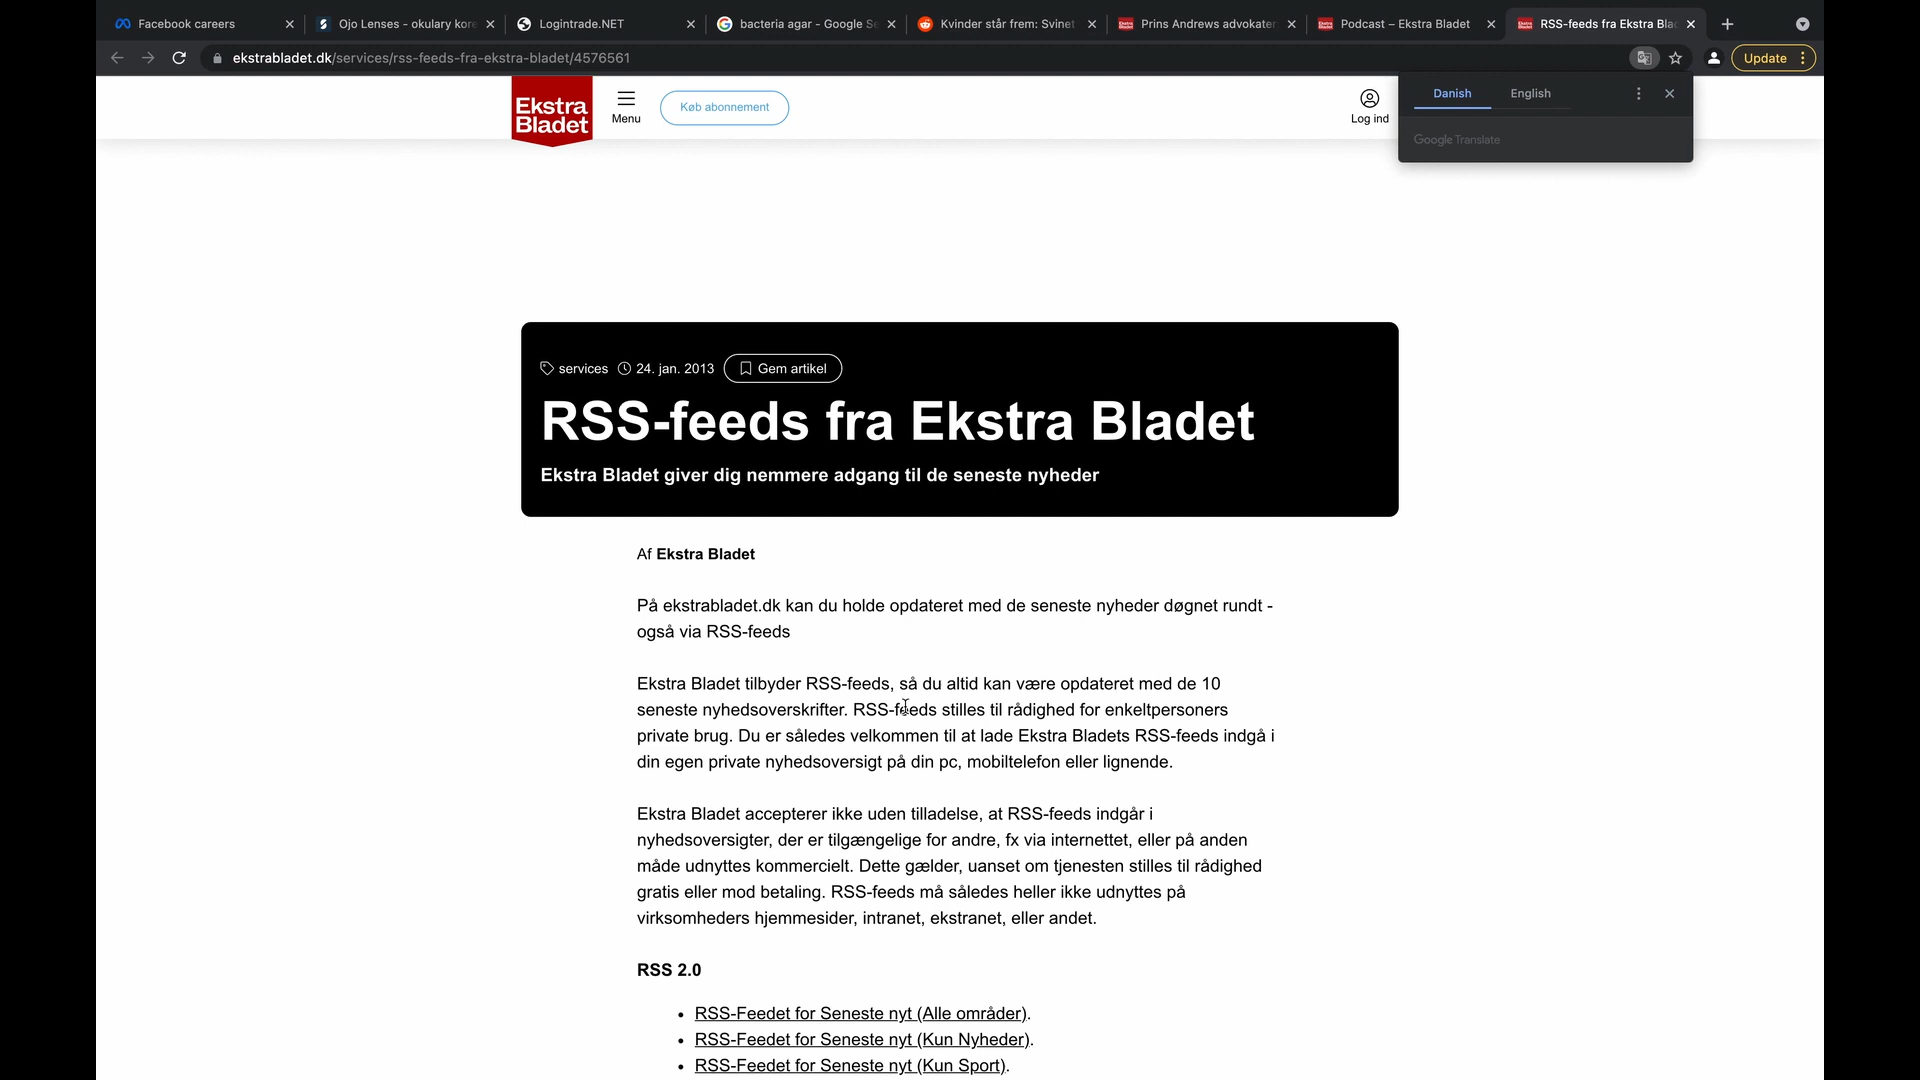 Facebook careers
Ojo Lenses - okulary kore
Logintrade.NET
bacteria agar - Google Se
Kvinder står frem: Svinet
Prins Andrews advokater
Podcast – Ekstra Bladet
RSS-feeds fra Ekstra Blad
ekstrabladet.dk/services/rss-feeds-fra-ekstra-bladet/4576561
Update
Ekstra
Bladet
Menu
Køb abonnement
Log ind
Danish
English
Google Translate
services
24. jan. 2013
Gem artikel
RSS-feeds fra Ekstra Bladet
Ekstra Bladet giver dig nemmere adgang til de seneste nyheder
Af Ekstra Bladet
På ekstrabladet.dk kan du holde opdateret med de seneste nyheder døgnet rundt -
også via RSS-feeds
Ekstra Bladet tilbyder RSS-feeds, så du altid kan være opdateret med de 10
seneste nyhedsoverskrifter. RSS-feeds stilles til rådighed for enkeltpersoners
private brug. Du er således velkommen til at lade Ekstra Bladets RSS-feeds indgå i
din egen private nyhedsoversigt på din pc, mobiltelefon eller lignende.
Ekstra Bladet accepterer ikke uden tilladelse, at RSS-feeds indgår i
nyhedsoversigter, der er tilgængelige for andre, fx via internettet, eller på anden
måde udnyttes kommercielt. Dette gælder, uanset om tjenesten stilles til rådighed
gratis eller mod betaling. RSS-feeds må således heller ikke udnyttes på
virksomheders hjemmesider, intranet, ekstranet, eller andet.
RSS 2.0
• RSS-Feedet for Seneste nyt (Alle områder).
• RSS-Feedet for Seneste nyt (Kun Nyheder).
• RSS-Feedet for Seneste nyt (Kun Sport).